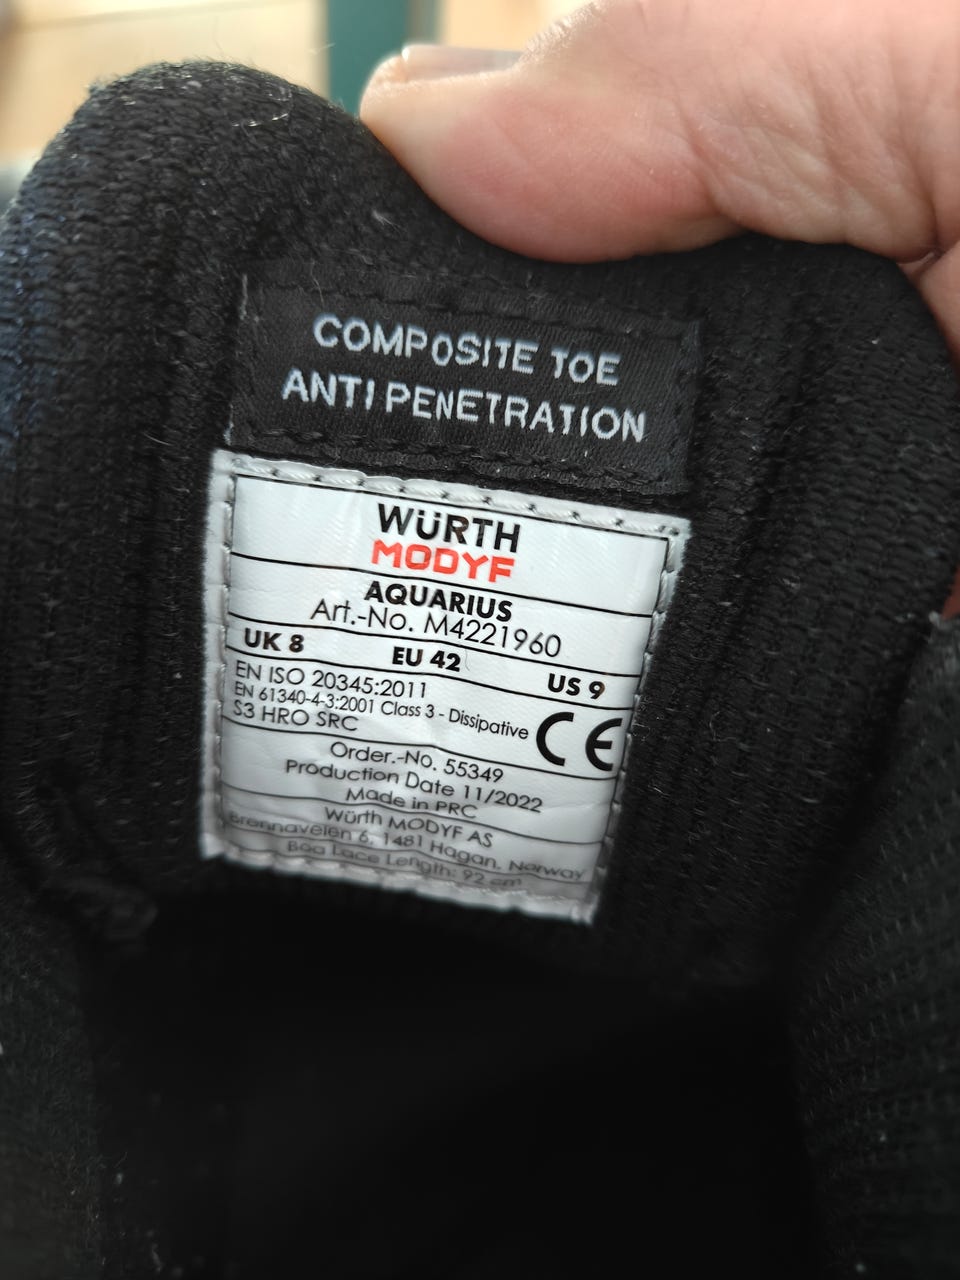 COMPOSITE TOE
ANTI PENETRATION
WÜRTH
MODYF
AQUARIUS
Art.-No. M4221960
UK 8 EU 42 US 9
EN ISO 20345:2011
EN 61340-4-3:2001 Class 3 - Dissipative
S3 HRO SRC
CE
Order.-No. 55349
Production Date 11/2022
Made in PRC
Würth MODYF AS
Brennaveien 6, 1481 Hagan, Norway
Boa Lace Length: 92 cm